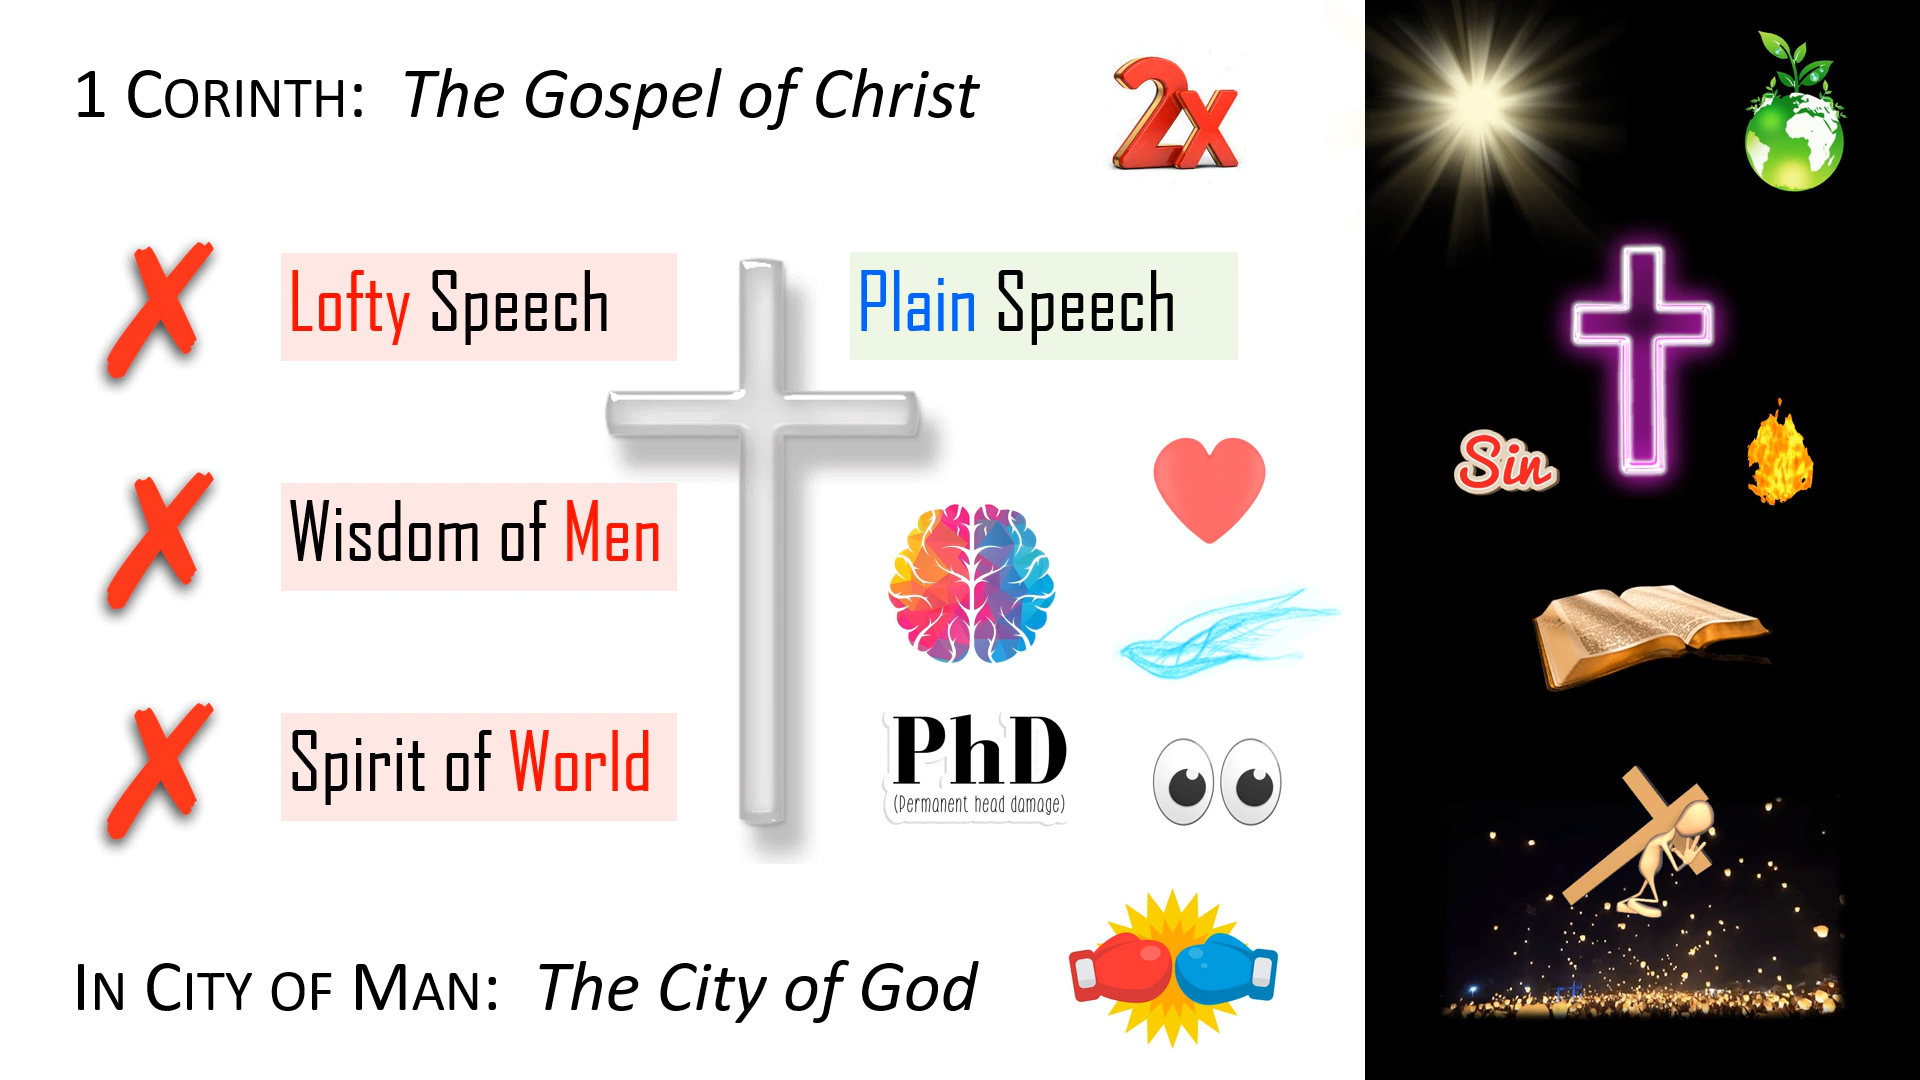 1 CORINTH: The Gospel of Christ
2x
Lofty Speech
Plain Speech
Wisdom of Men
Spirit of World
PhD
(Permanent head damage)
IN CITY OF MAN: The City of God
Sin